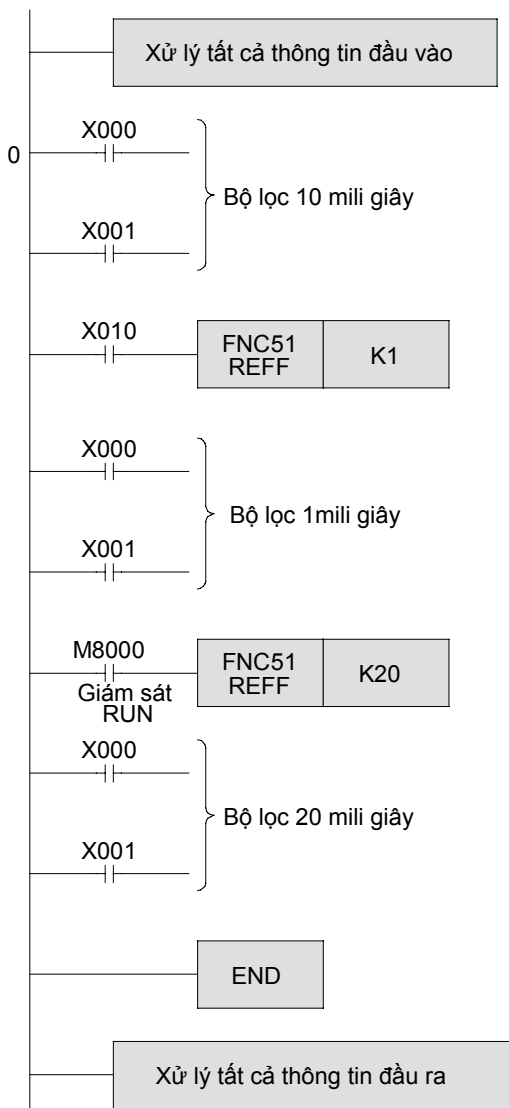 Xử lý tất cả thông tin đầu vào
X000
0
Bộ lọc 10 mili giây
X001
X010
FNC51
REFF
K1
X000
Bộ lọc 1mili giây
X001
M8000
Giám sát
RUN
FNC51
REFF
K20
X000
Bộ lọc 20 mili giây
X001
END
Xử lý tất cả thông tin đầu ra